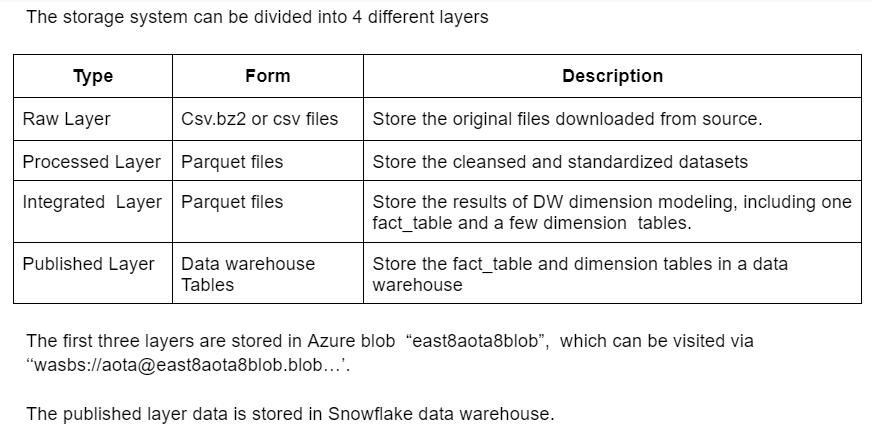 The storage system can be divided into 4 different layers
Type Form Description
Raw Layer Csv.bz2 or csv files Store the original files downloaded from source.
Processed Layer Parquet files Store the cleansed and standardized datasets
Integrated Layer Parquet files Store the results of DW dimension modeling, including one
fact_table and a few dimension tables.
Published Layer Data warehouse Store the fact_table and dimension tables in a data
Tables warehouse
The first three layers are stored in Azure blob “east8aota8blob”, which can be visited via
“wasbs://aota@east8aota8blob.blob…’.
The published layer data is stored in Snowflake data warehouse.